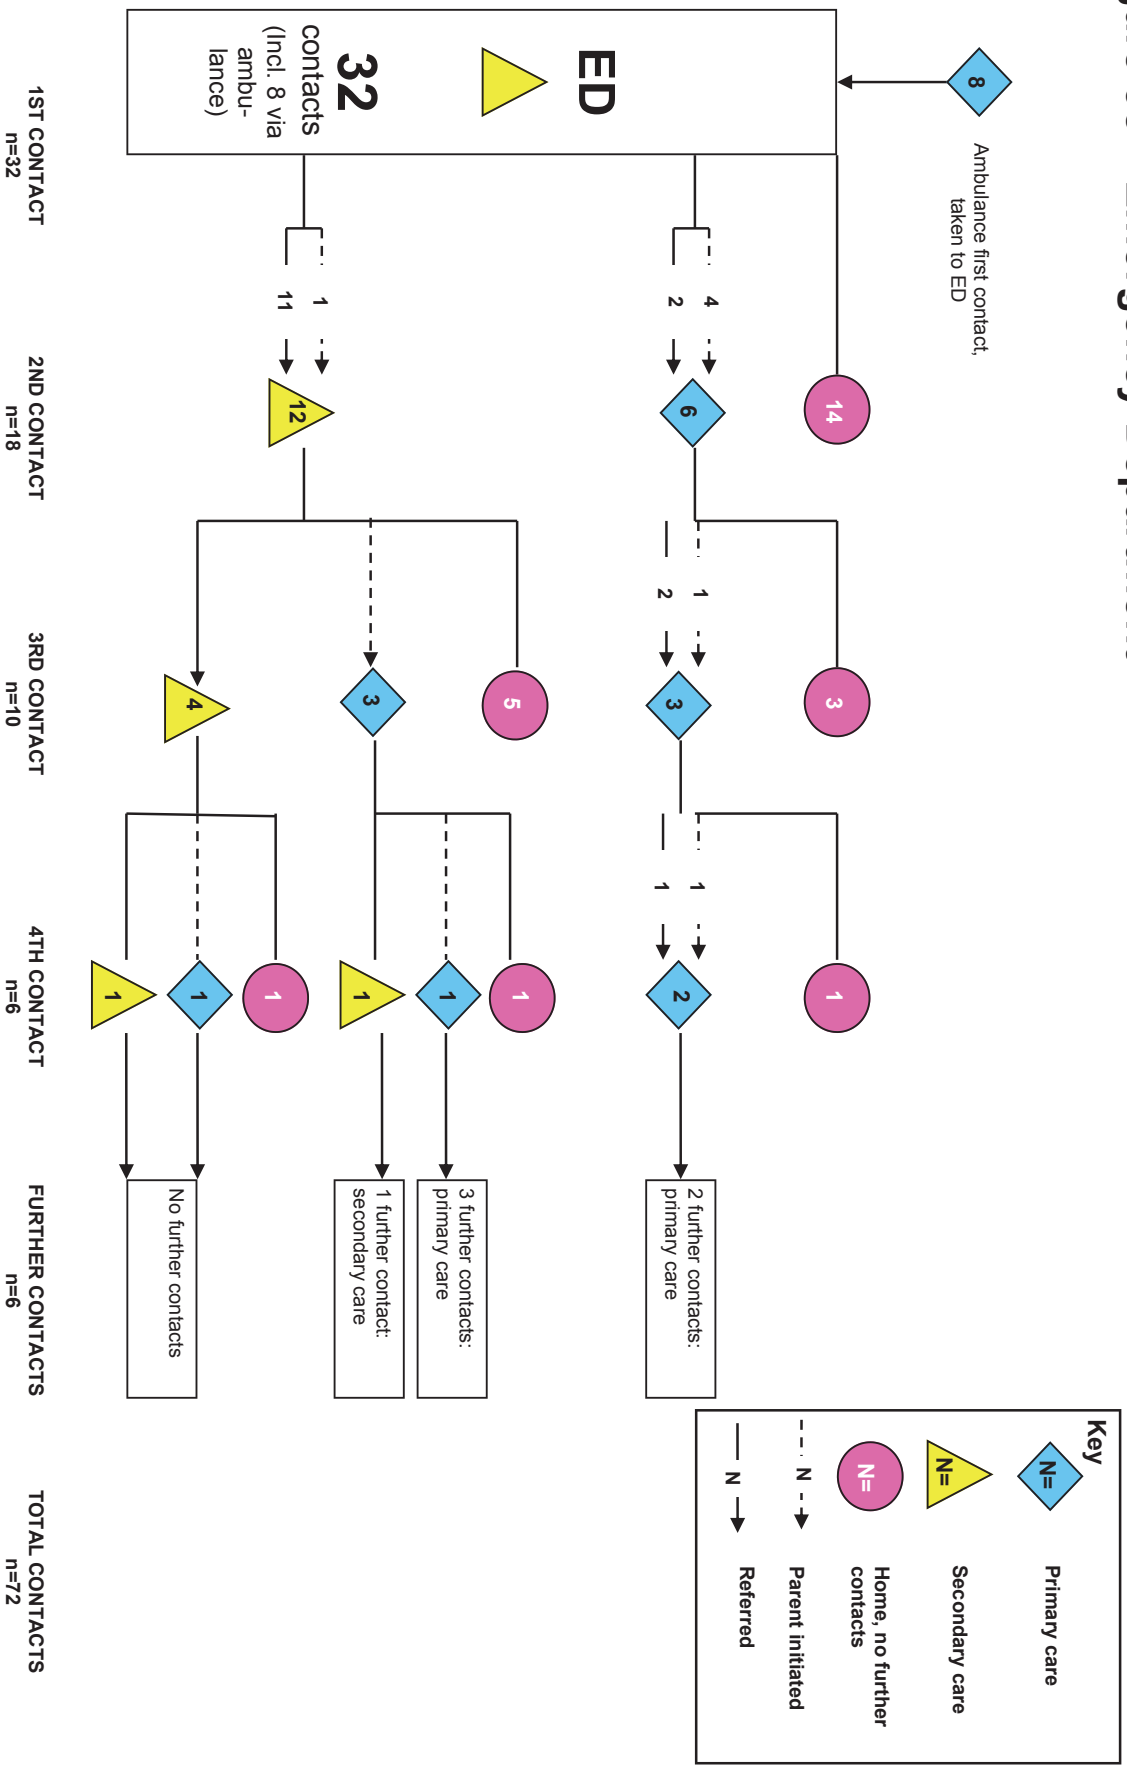 8
Ambulance first contact,
taken to ED
Key
N= Primary care
N= Secondary care
N= Home, no further
contacts
N Parent initiated
N Referred
14
3
1
4
2
6
1
2
3
1
1
2
2 further contacts:
primary care
ED
32
contacts
(Incl. 8 via
ambu-
lance)
5
1
1
3 further contacts:
primary care
3
1
1 further contact:
secondary care
1
11
12
1
4
1
No further contacts
1
1ST CONTACT
n=32
2ND CONTACT
n=18
3RD CONTACT
n=10
4TH CONTACT
n=6
FURTHER CONTACTS
n=6
TOTAL CONTACTS
n=72